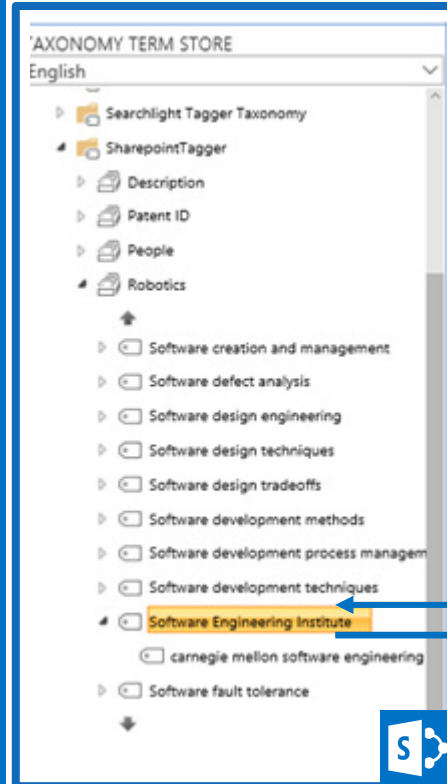 TAXONOMY TERM STORE
English
Searchlight Tagger Taxonomy
SharepointTagger
Description
Patent ID
People
Robotics
Software creation and management
Software defect analysis
Software design engineering
Software design techniques
Software design tradeoffs
Software development methods
Software development process managem
Software development techniques
Software Engineering Institute
carnegie mellon software engineering
Software fault tolerance
S